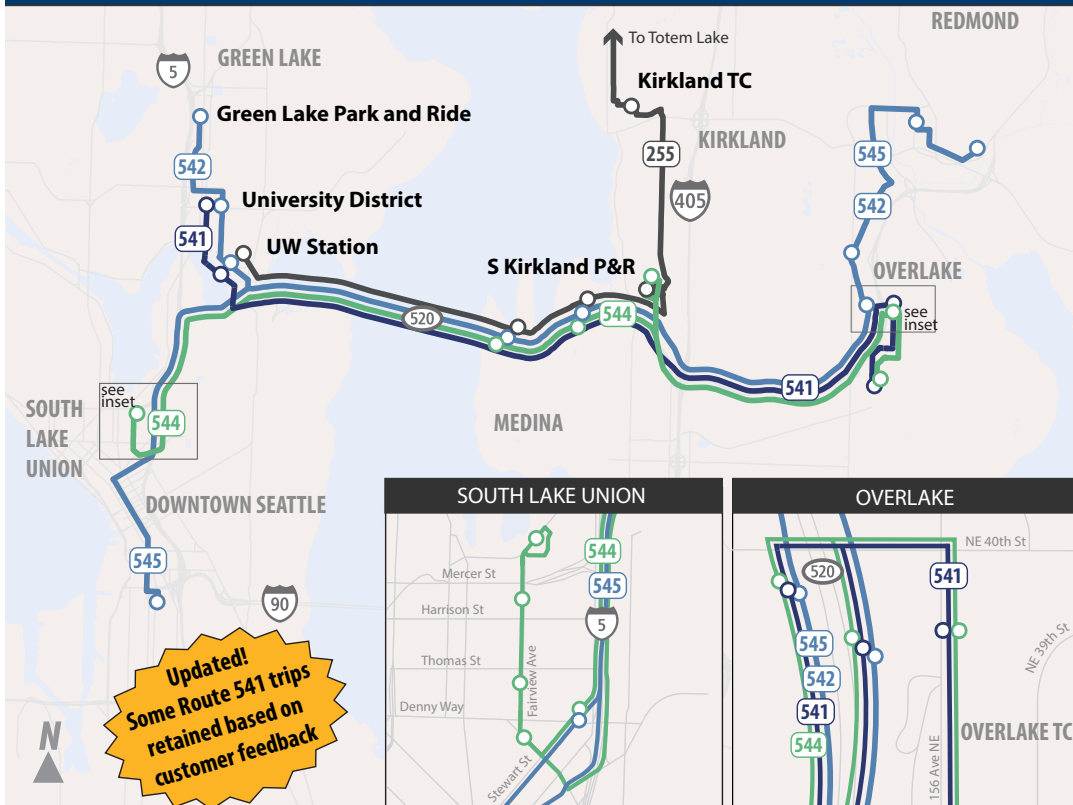 REDMOND
5
GREEN LAKE
To Totem Lake
Kirkland TC
Green Lake Park and Ride
255
KIRKLAND
545
542
405
542
University District
541
UW Station
S Kirkland P&R
OVERLAKE
see
inset
520
544
541
see
inset
SOUTH
LAKE
UNION
544
MEDINA
DOWNTOWN SEATTLE
545
90
Updated!
Some Route 541 trips
retained based on
customer feedback
N
SOUTH LAKE UNION
544
545
5
Mercer St
Harrison St
Thomas St
Denny Way
Fairview Ave
Stewart St
OVERLAKE
NE 40th St
520
541
545
542
541
544
NE 39th St
OVERLAKE TC
156 Ave NE